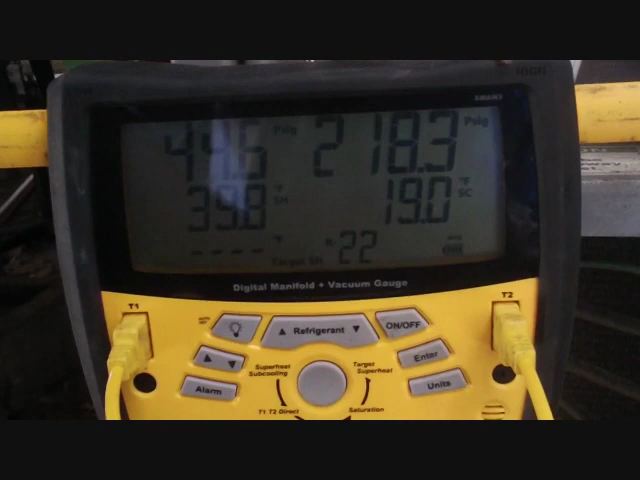 44.6 Psig 218.3 Psig
39.8 °F SH 19.0 °F SC
---- °F R- 22
Target SH
Digital Manifold + Vacuum Gauge
T1 T2
Refrigerant ON/OFF
Enter
Alarm Units
Superheat Subcooling
Target Superheat
T1 T2 Direct Saturation